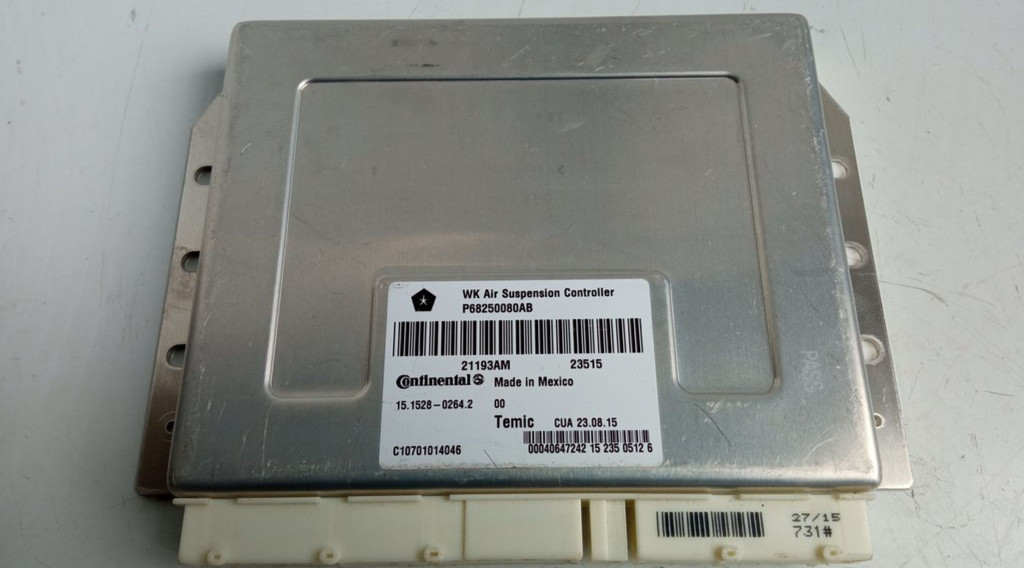 WK Air Suspension Controller
P68250080AB
21193AM 23515
Continental Made in Mexico
15.1528-0264.2 00
Temic CUA 23.08.15
C10701014046 00040647242 15 235 0512 6
PASS
27/15
731#